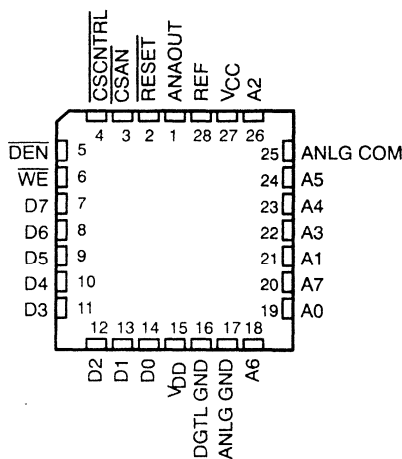 CSCNTRL
CSAN
RESET
ANAOUT
REF
VCC
A2
4 3 2 1 28 27 26
DEN 5
WE 6
D7 7
D6 8
D5 9
D4 10
D3 11
25 ANLG COM
24 A5
23 A4
22 A3
21 A1
20 A7
19 A0
12 13 14 15 16 17 18
D2
D1
D0
VDD
DGTL GND
ANLG GND
A6